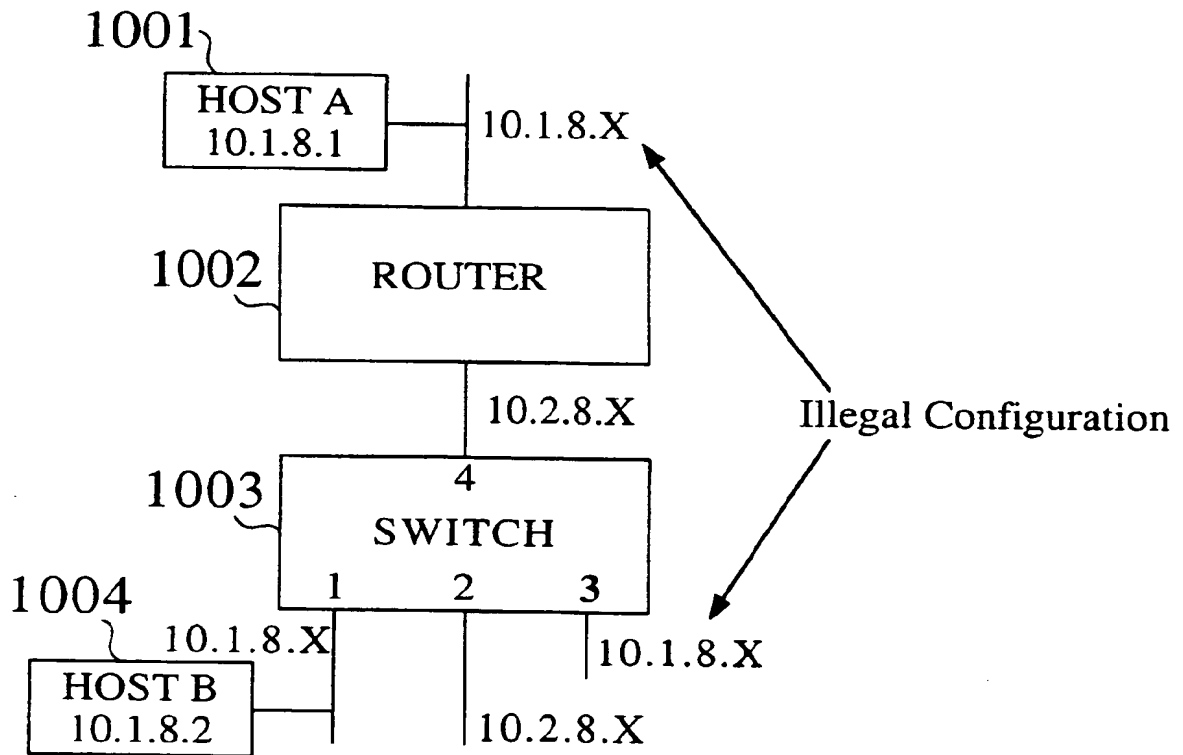 1001
HOST A
10.1.8.1
10.1.8.X
1002
ROUTER
10.2.8.X
Illegal Configuration
1003
4
SWITCH
1 2 3
1004
10.1.8.X
10.1.8.X
HOST B
10.1.8.2
10.2.8.X